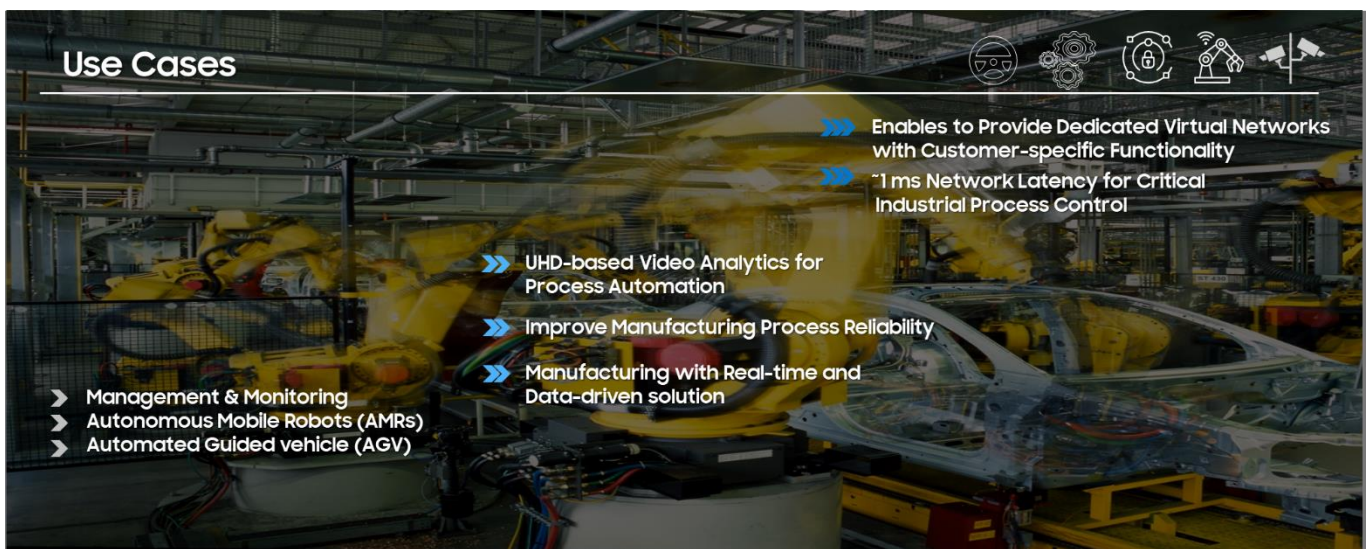 Use Cases
Enables to Provide Dedicated Virtual Networks
with Customer-specific Functionality
~1 ms Network Latency for Critical
Industrial Process Control
UHD-based Video Analytics for
Process Automation
Improve Manufacturing Process Reliability
Manufacturing with Real-time and
Data-driven solution
Management & Monitoring
Autonomous Mobile Robots (AMRs)
Automated Guided vehicle (AGV)